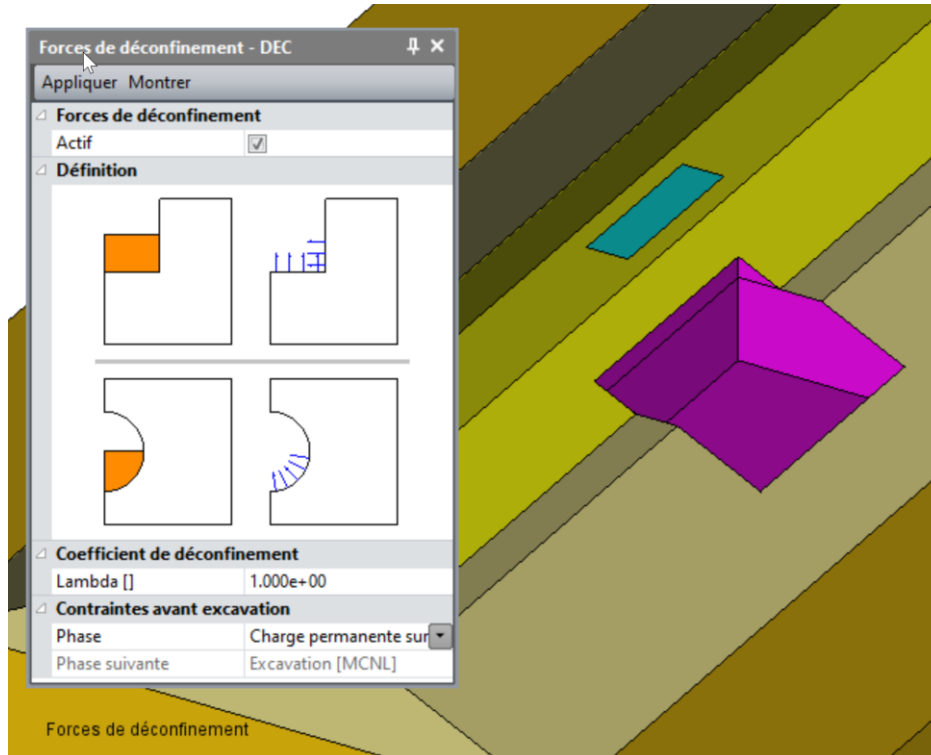 Forces de déconfinement - DEC
Appliquer Montrer
Forces de déconfinement
Actif
Définition
Coefficient de déconfinement
Lambda [] 1.000e+00
Contraintes avant excavation
Phase Charge permanente sur
Phase suivante Excavation [MCNL]
Forces de déconfinement